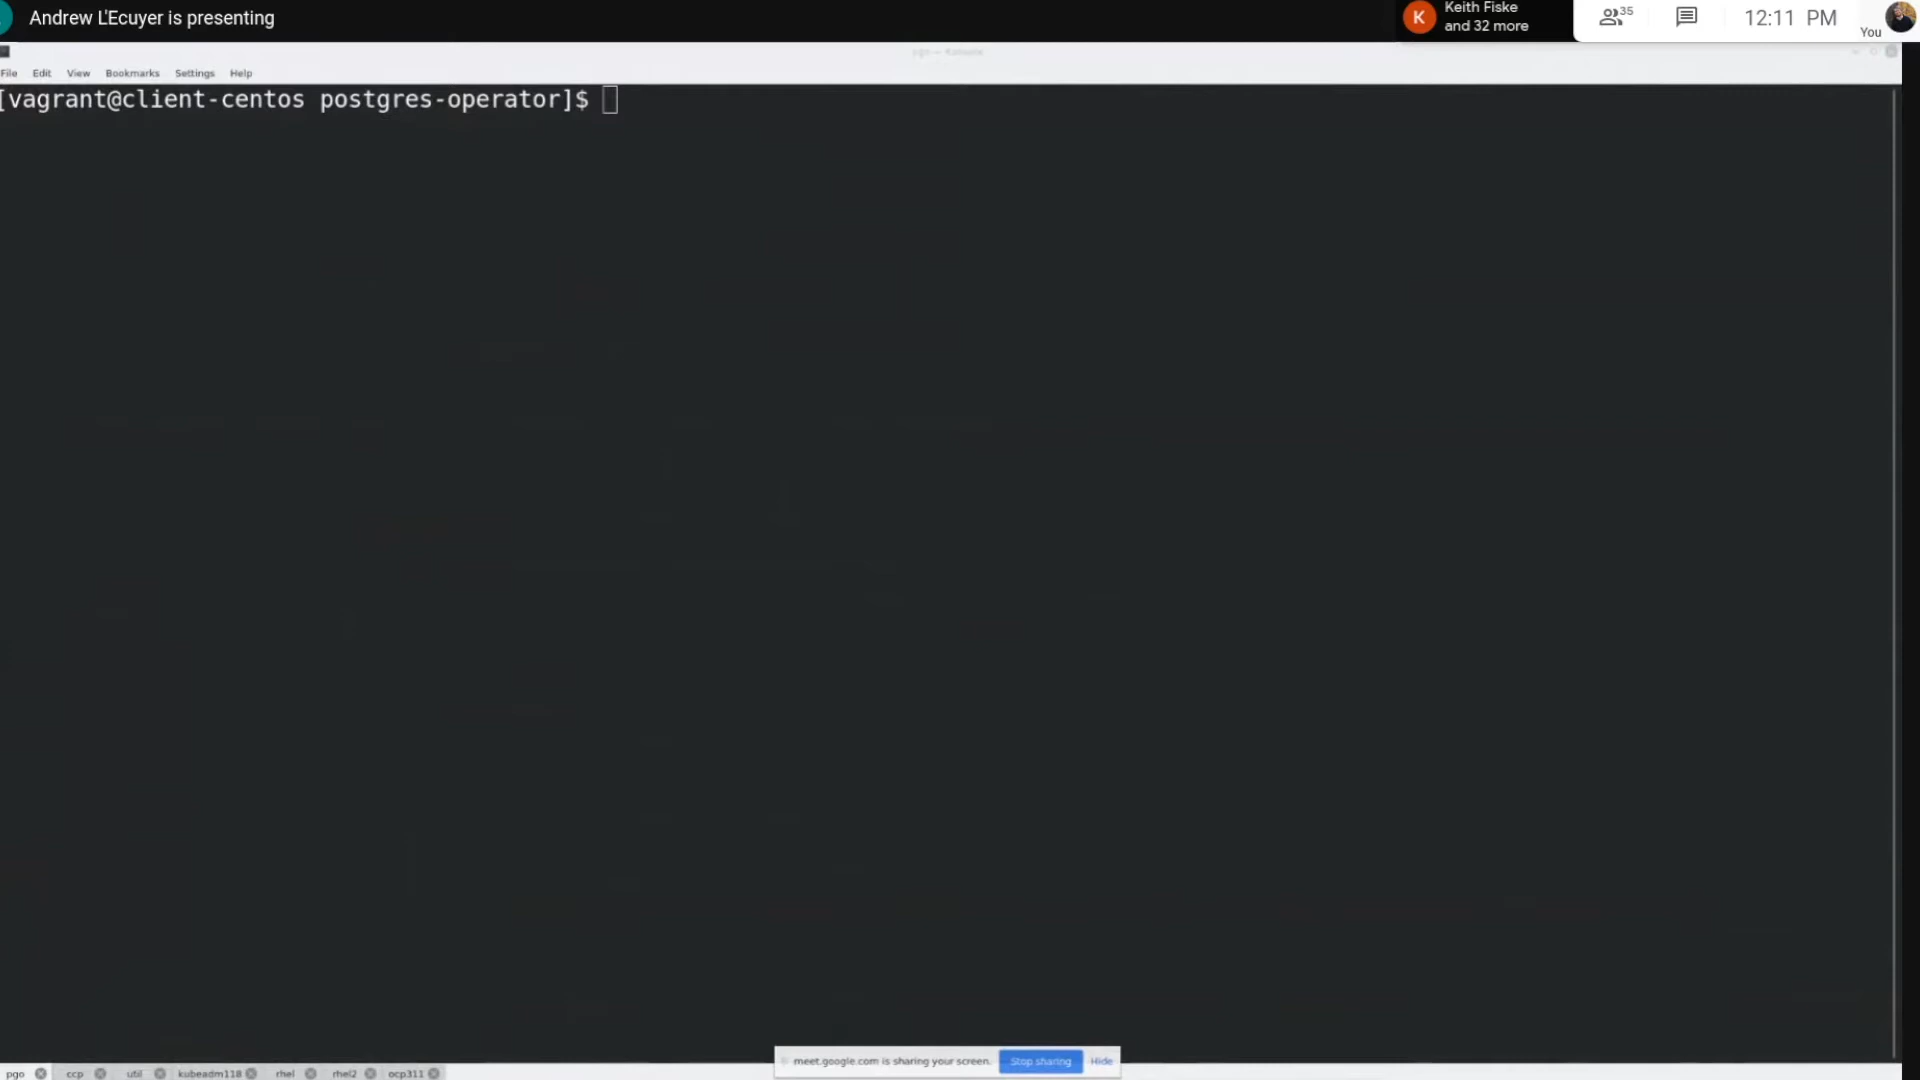 Andrew L'Ecuyer is presenting
Keith Fiske
and 32 more
K
35
12:11 PM
You
pgo — Konsole
File Edit View Bookmarks Settings Help
[vagrant@client-centos postgres-operator]$
meet.google.com is sharing your screen. Stop sharing Hide
pgo ccp util kubeadm118 rhel rhel2 ocp311